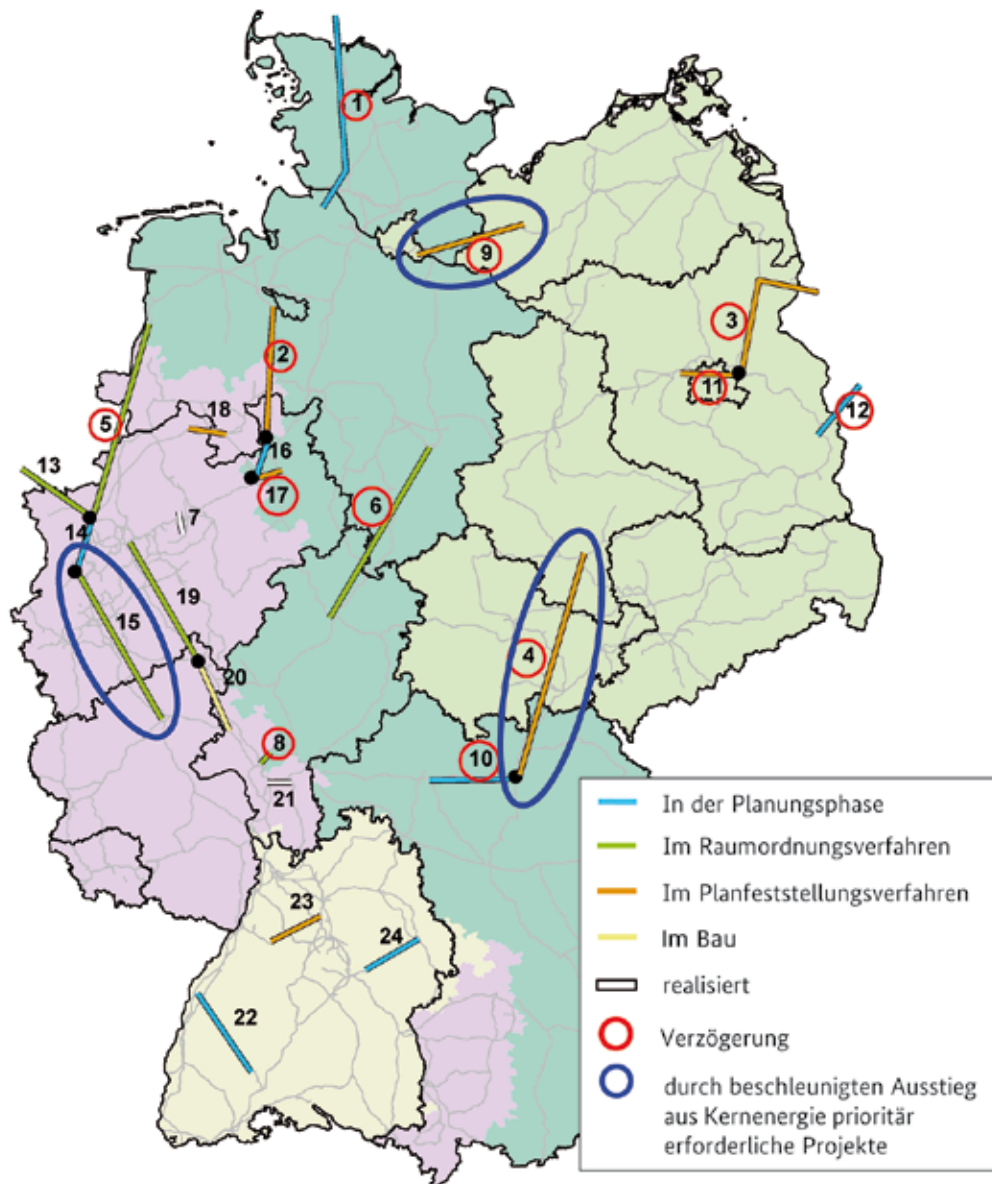 1
9
3
2
11
12
18
5
16
13
17
6
7
14
19
15
4
20
8
10
21
23
24
22
In der Planungsphase
Im Raumordnungsverfahren
Im Planfeststellungsverfahren
Im Bau
realisiert
Verzögerung
durch beschleunigten Ausstieg
aus Kernenergie prioritär
erforderliche Projekte